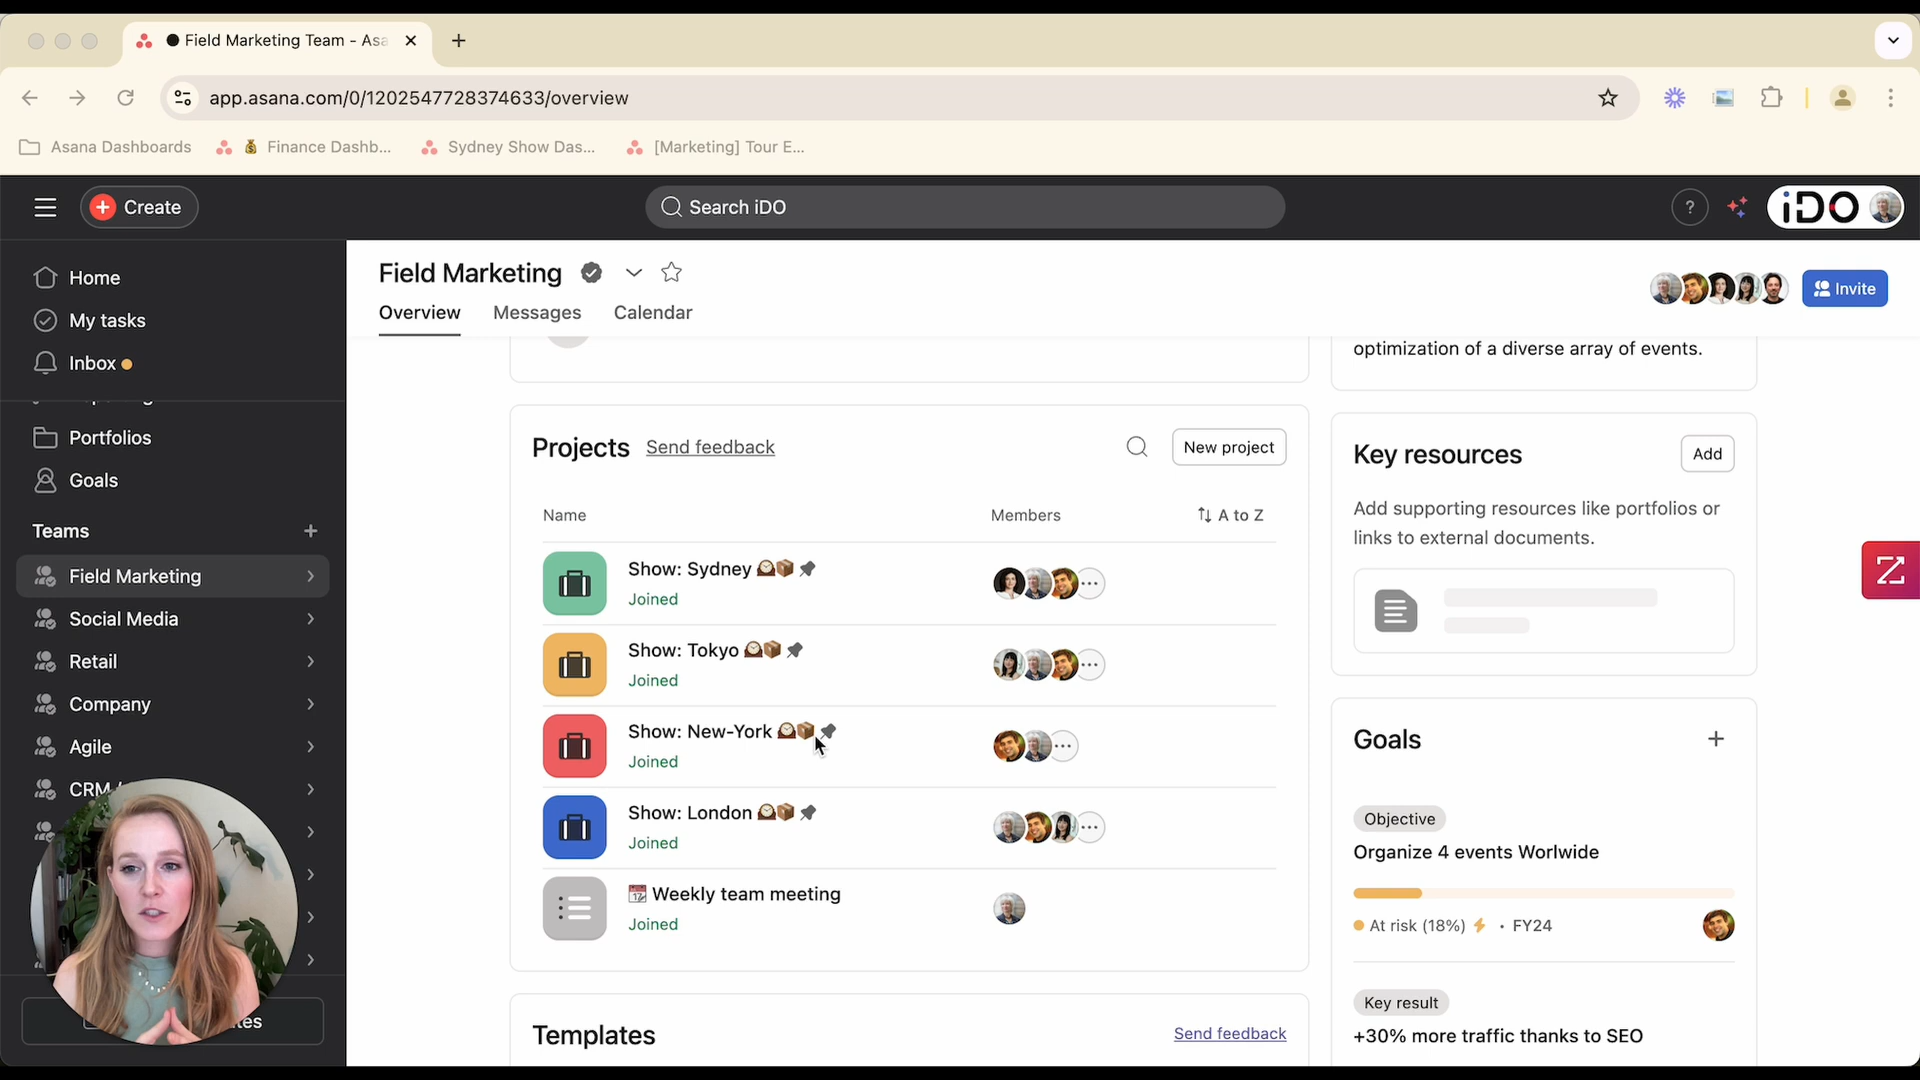 Field Marketing Team - Asa
app.asana.com/0/1202547728374633/overview
Asana Dashboards
Finance Dashb...
Sydney Show Das...
[Marketing] Tour E...
Create
Search iDO
?
iDO
Home
My tasks
Inbox
Portfolios
Goals
Teams
Field Marketing
Social Media
Retail
Company
Agile
CRM
Field Marketing
Overview
Messages
Calendar
Invite
optimization of a diverse array of events.
Projects
Send feedback
New project
Name
Members
A to Z
Show: Sydney
Joined
Show: Tokyo
Joined
Show: New-York
Joined
Show: London
Joined
Weekly team meeting
Joined
Templates
Send feedback
Key resources
Add
Add supporting resources like portfolios or
links to external documents.
Goals
Objective
Organize 4 events Worlwide
At risk (18%) • FY24
Key result
+30% more traffic thanks to SEO